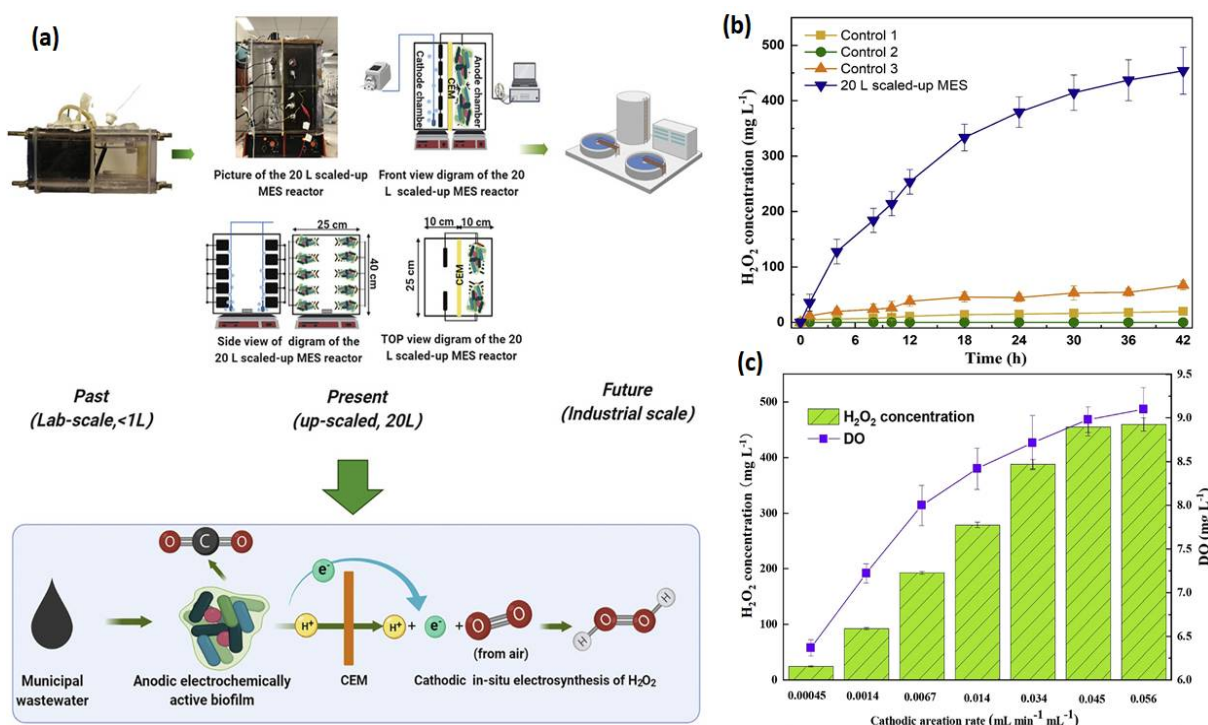 (a)
Cathode chamber
CEM
Anode chamber
Picture of the 20 L scaled-up
MES reactor
Front view digram of the 20
L scaled-up MES reactor
25 cm
40 cm
Side view of digram of the
20 L scaled-up MES reactor
10 cm 10 cm
25 cm
CEM
TOP view digram of the 20
L scaled-up MES reactor
Past
(Lab-scale,<1L)
Present
(up-scaled, 20L)
Future
(Industrial scale)
O C O
e-
Municipal
wastewater
Anodic electrochemically
active biofilm
H+
CEM
H+ + e- + O O
(from air)
H O O H
Cathodic in-situ electrosynthesis of H₂O₂
(b)
Control 1
Control 2
Control 3
20 L scaled-up MES
H₂O₂ concentration (mg L⁻¹)
500
400
300
200
100
0
0 6 12 18 24 30 36 42
Time (h)
(c)
H₂O₂ concentration
DO
H₂O₂ concentration (mg L⁻¹)
500
400
300
200
100
0
DO (mg L⁻¹)
9.5
9.0
8.5
8.0
7.5
7.0
6.5
6.0
0.00045 0.0014 0.0067 0.014 0.034 0.045 0.056
Cathodic areation rate (mL min⁻¹ mL⁻¹)